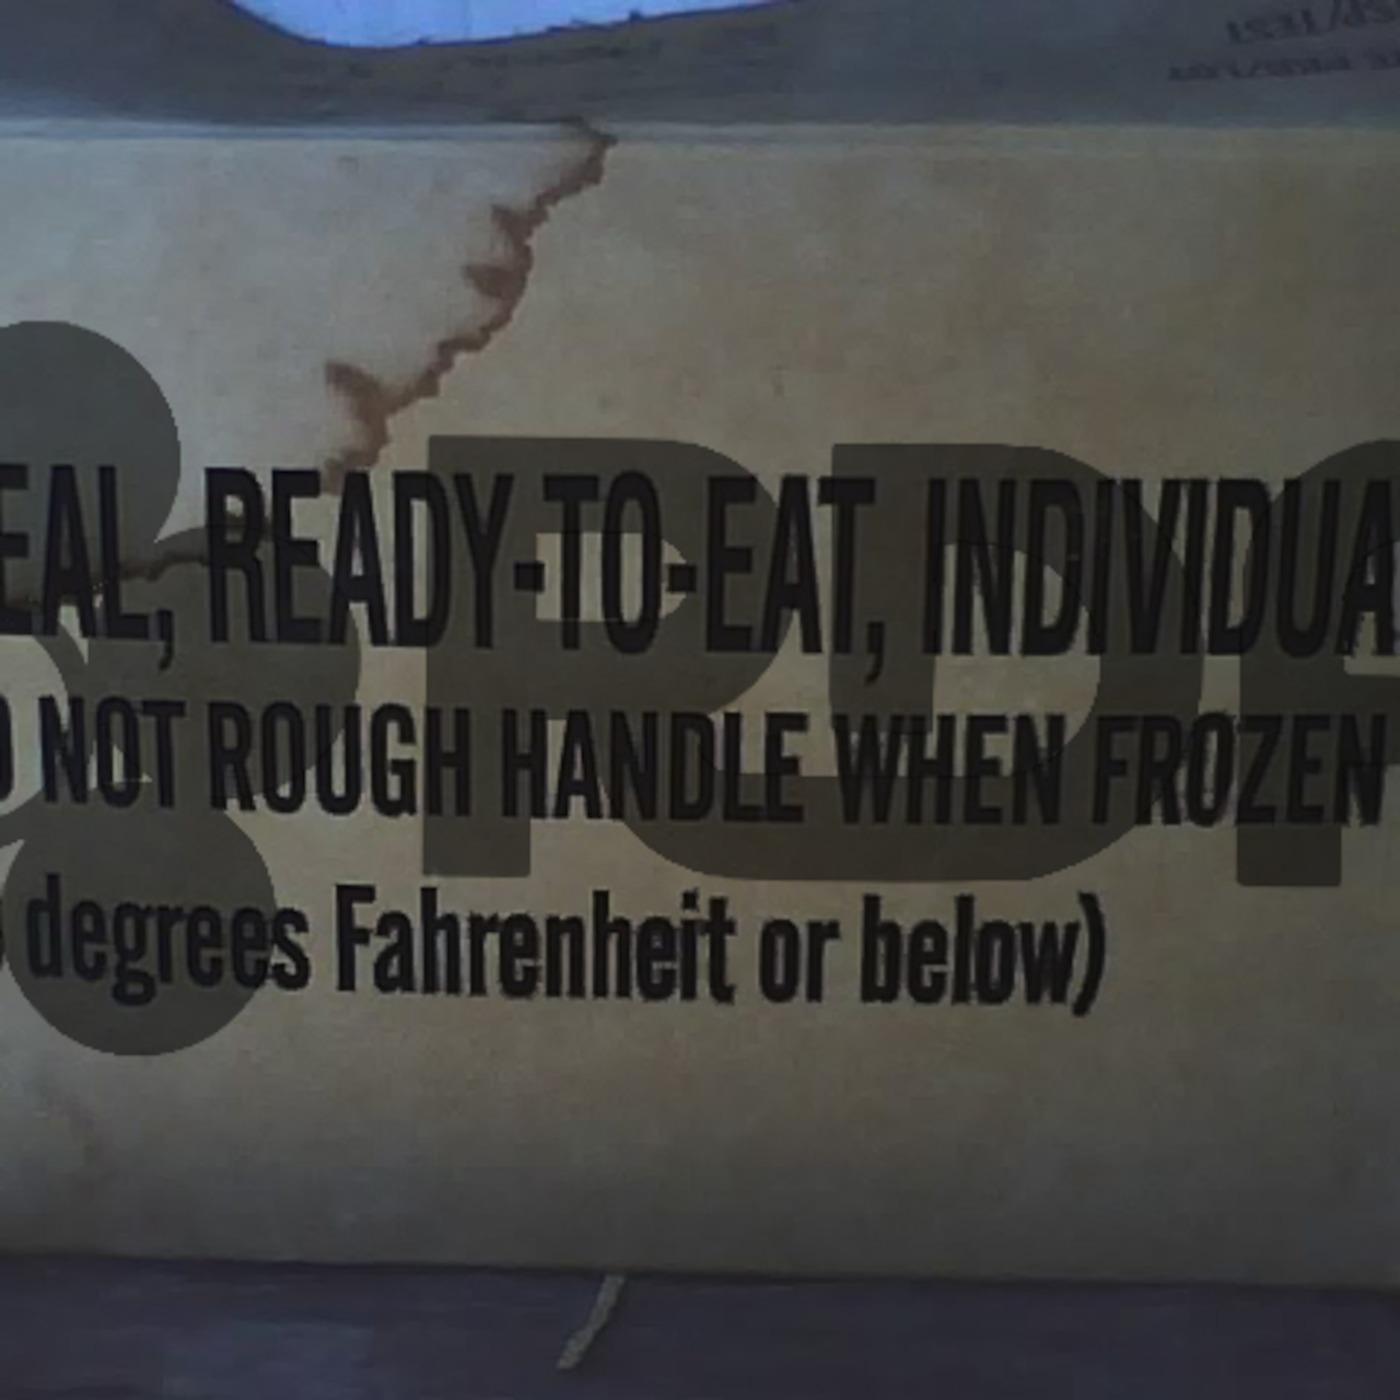 EAL, READY-TO-EAT, INDIVIDUA
NOT ROUGH HANDLE WHEN FROZEN
degrees Fahrenheit or below)